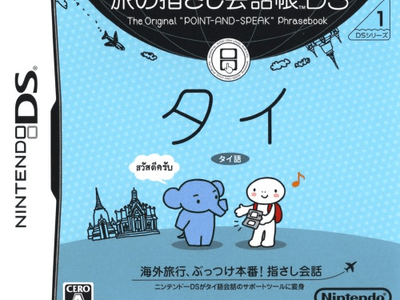 旅の指さし会話帳™DS
The Original "POINT-AND-SPEAK" Phrasebook
1
DSシリーズ
NINTENDO DS™
タイ
タイ語
สวัสดีครับ
海外旅行、ぶっつけ本番！指さし会話
ニンテンドーDSがタイ語会話のサポートツールに変身
CERO
A
Nintendo